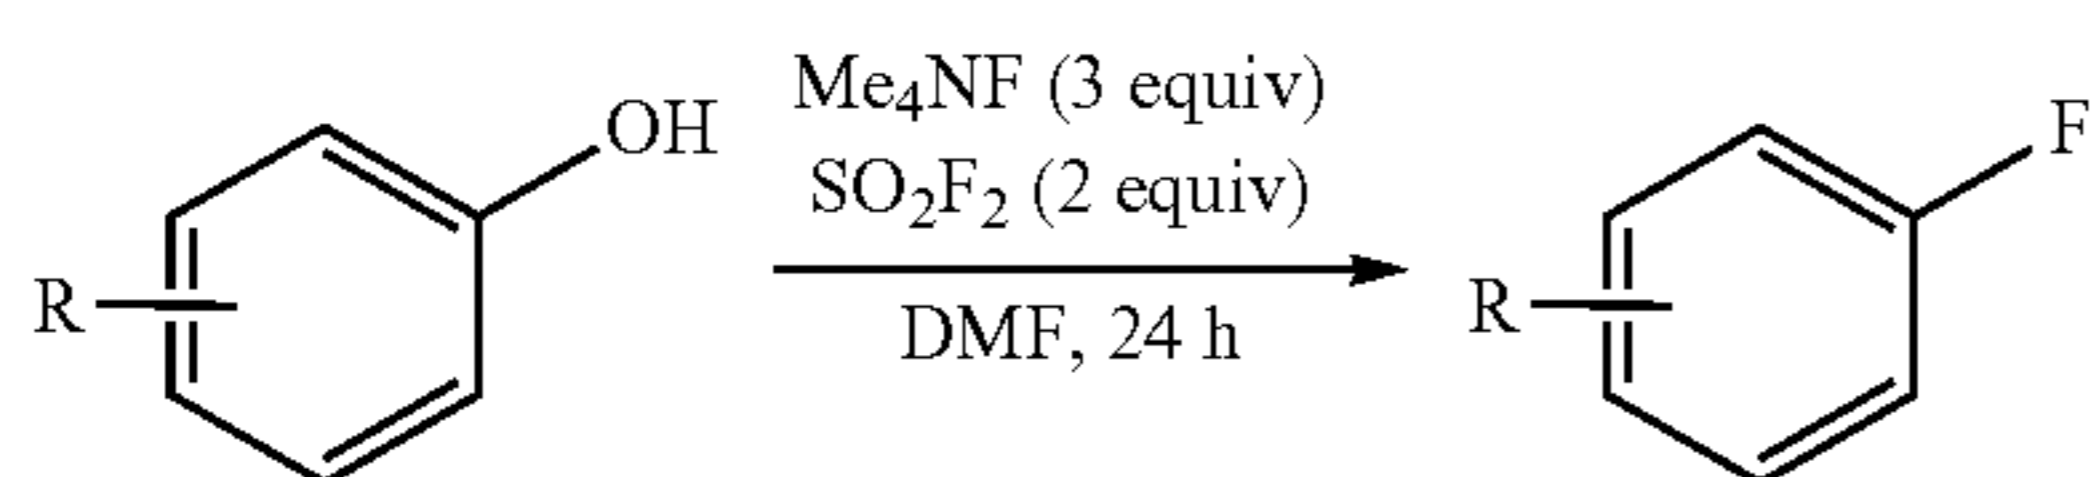 OH
Me₄NF (3 equiv)
SO₂F₂ (2 equiv)
DMF, 24 h
R
F
R